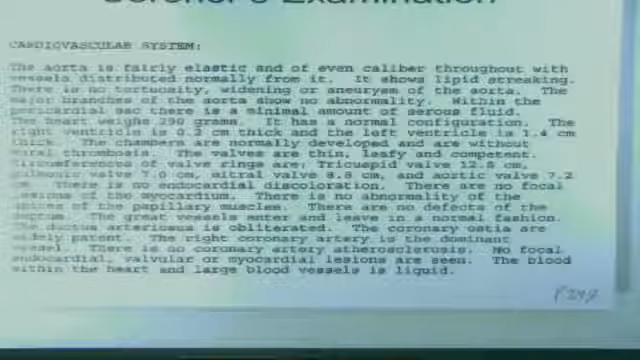 Coroner's Examination
CARDIOVASCULAR SYSTEM:
The aorta is fairly elastic and of even caliber throughout with
vessels distributed normally from it. It shows lipid streaking.
There is no tortuosity, widening or aneurysm of the aorta. The
major branches of the aorta show no abnormality. Within the
pericardial sac there is a minimal amount of serous fluid.
The heart weighs 290 grams. It has a normal configuration. The
right ventricle is 0.2 cm thick and the left ventricle is 1.4 cm
thick. The chambers are normally developed and are without
mural thrombosis. The valves are thin, leafy and competent.
Circumferences of valve rings are: Tricuspid valve 12.5 cm,
pulmonic valve 7.0 cm, mitral valve 8.8 cm, and aortic valve 7.2
cm. There is no endocardial discoloration. There are no focal
lesions of the myocardium. There is no abnormality of the
of the papillary muscles. There are no defects of the
septum. The great vessels enter and leave in a normal fashion.
The ductus arteriosus is obliterated. The coronary ostia are
widely patent. The right coronary artery is the dominant
vessel. There is no coronary artery atherosclerosis. No focal
endocardial, valvular or myocardial lesions are seen. The blood
within the heart and large blood vessels is liquid.